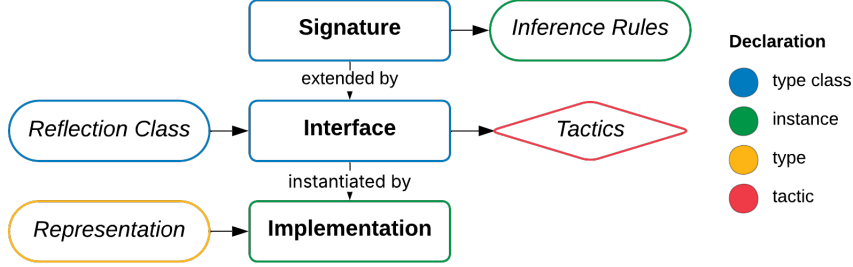 Signature
Inference Rules
extended by
Reflection Class
Interface
Tactics
instantiated by
Representation
Implementation
Declaration
type class
instance
type
tactic